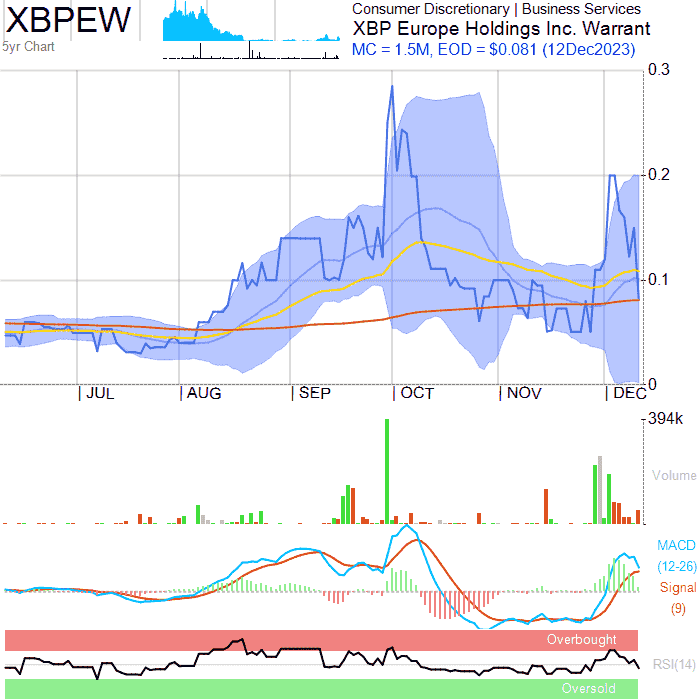 XBPEW
5yr Chart
Consumer Discretionary | Business Services
XBP Europe Holdings Inc. Warrant
MC = 1.5M, EOD = $0.081 (12Dec2023)
0.3
0.2
0.1
0
JUL AUG SEP OCT NOV DEC
394k
Volume
MACD
(12-26)
Signal
(9)
Overbought
RSI(14)
Oversold